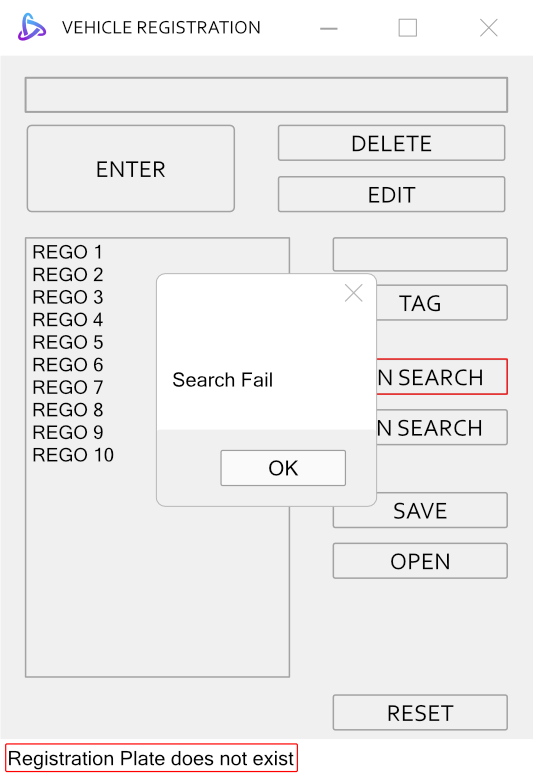 VEHICLE REGISTRATION
ENTER
DELETE
EDIT
REGO 1
REGO 2
REGO 3
REGO 4
REGO 5
REGO 6
REGO 7
REGO 8
REGO 9
REGO 10
TAG
N SEARCH
N SEARCH
Search Fail
OK
SAVE
OPEN
RESET
Registration Plate does not exist